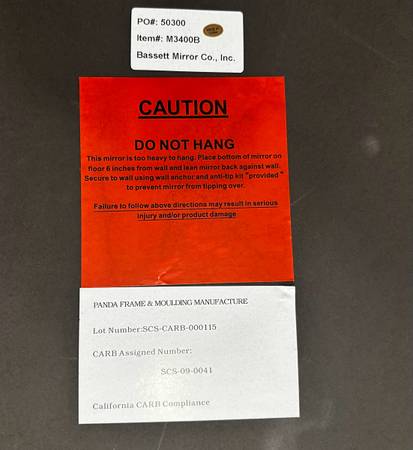 PO#: 50300
Item#: M3400B
Bassett Mirror Co., Inc.
CAUTION
DO NOT HANG
This mirror is too heavy to hang. Place bottom of mirror on
floor 6 inches from wall and lean mirror back against wall.
Secure to wall using wall anchor and anti-tip kit "provided"
to prevent mirror from tipping over.
Failure to follow above directions may result in serious
injury and/or product damage
PANDA FRAME & MOULDING MANUFACTURE
Lot Number:SCS-CARB-000115
CARB Assigned Number:
SCS-09-0041
California CARB Compliance